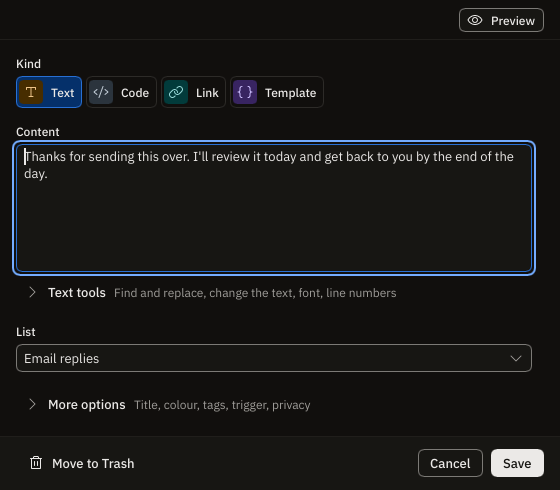 Preview
Kind
T Text </> Code Link { } Template
Content
Thanks for sending this over. I'll review it today and get back to you by the end of the
day.
Text tools Find and replace, change the text, font, line numbers
List
Email replies
More options Title, colour, tags, trigger, privacy
Move to Trash Cancel Save